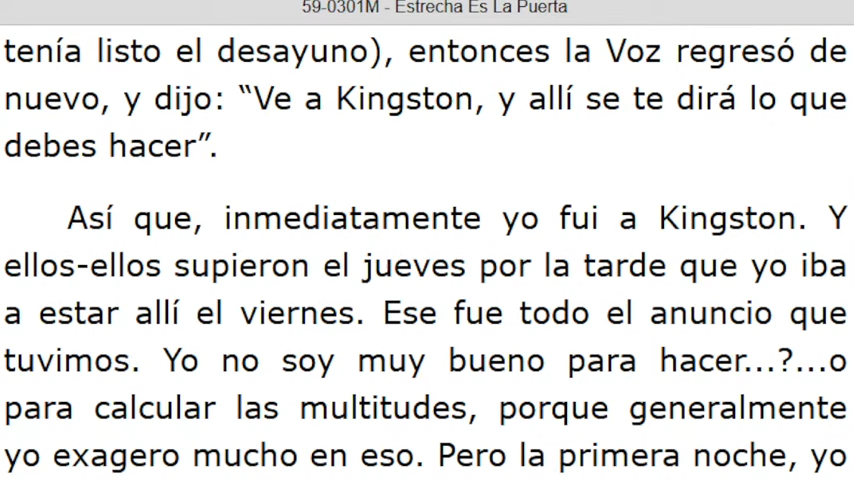 59-0301M - Estrecha Es La Puerta
tenía listo el desayuno), entonces la Voz regresó de
nuevo, y dijo: “Ve a Kingston, y allí se te dirá lo que
debes hacer”.
Así que, inmediatamente yo fui a Kingston. Y
ellos-ellos supieron el jueves por la tarde que yo iba
a estar allí el viernes. Ese fue todo el anuncio que
tuvimos. Yo no soy muy bueno para hacer...?...o
para calcular las multitudes, porque generalmente
yo exagero mucho en eso. Pero la primera noche, yo